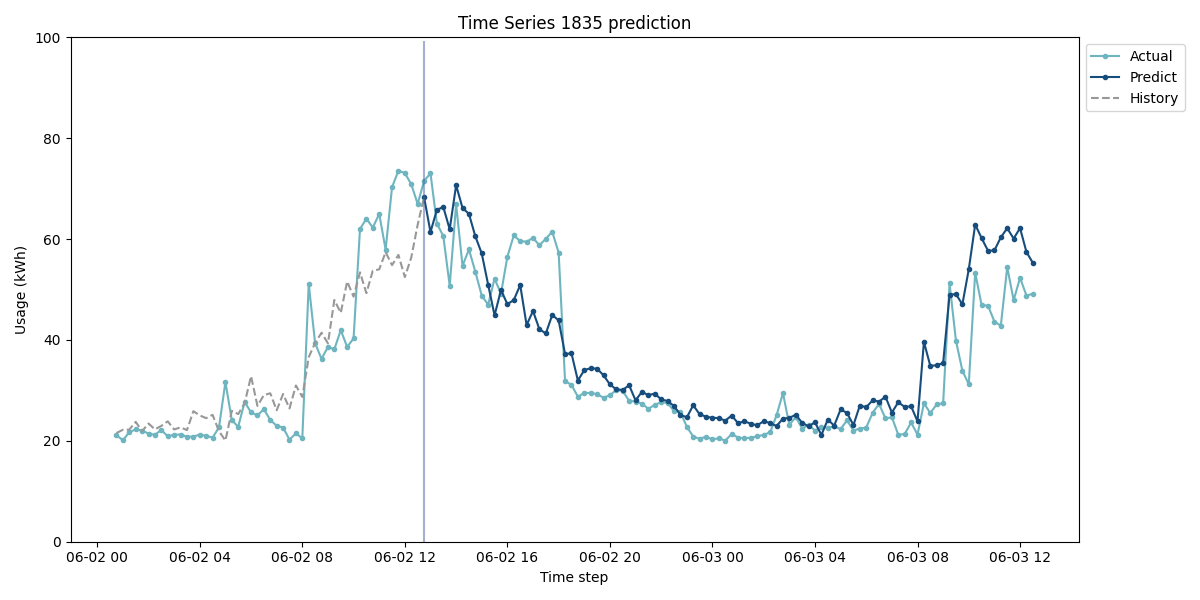 Time Series 1835 prediction
100
80
60
40
20
0
Usage (kWh)
06-02 00 06-02 04 06-02 08 06-02 12 06-02 16 06-02 20 06-03 00 06-03 04 06-03 08 06-03 12
Time step
Actual
Predict
History